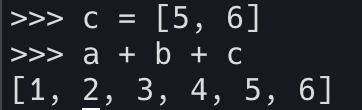 >>> c = [5, 6]
>>> a + b + c
[1, 2, 3, 4, 5, 6]